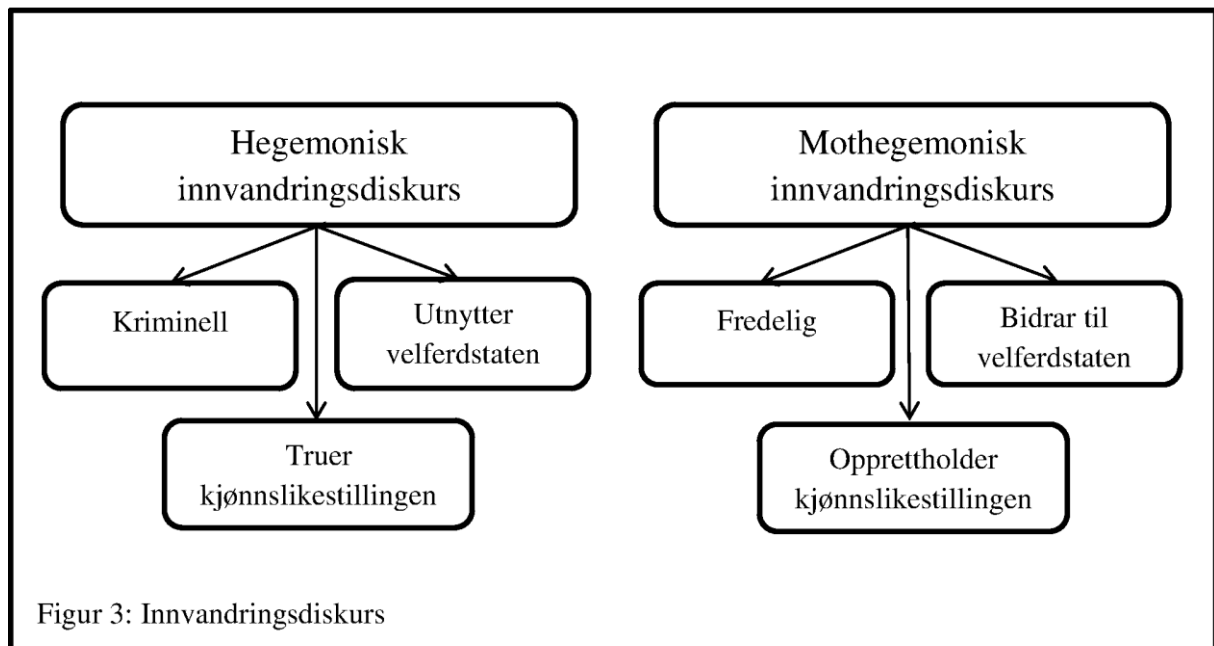 Hegemonisk
innvandringsdiskurs
Kriminell
Utnytter
velferdstaten
Truer
kjønnslikestillingen
Mothegemonisk
innvandringsdiskurs
Fredelig
Bidrar til
velferdstaten
Opprettholder
kjønnslikestillingen
Figur 3: Innvandringsdiskurs